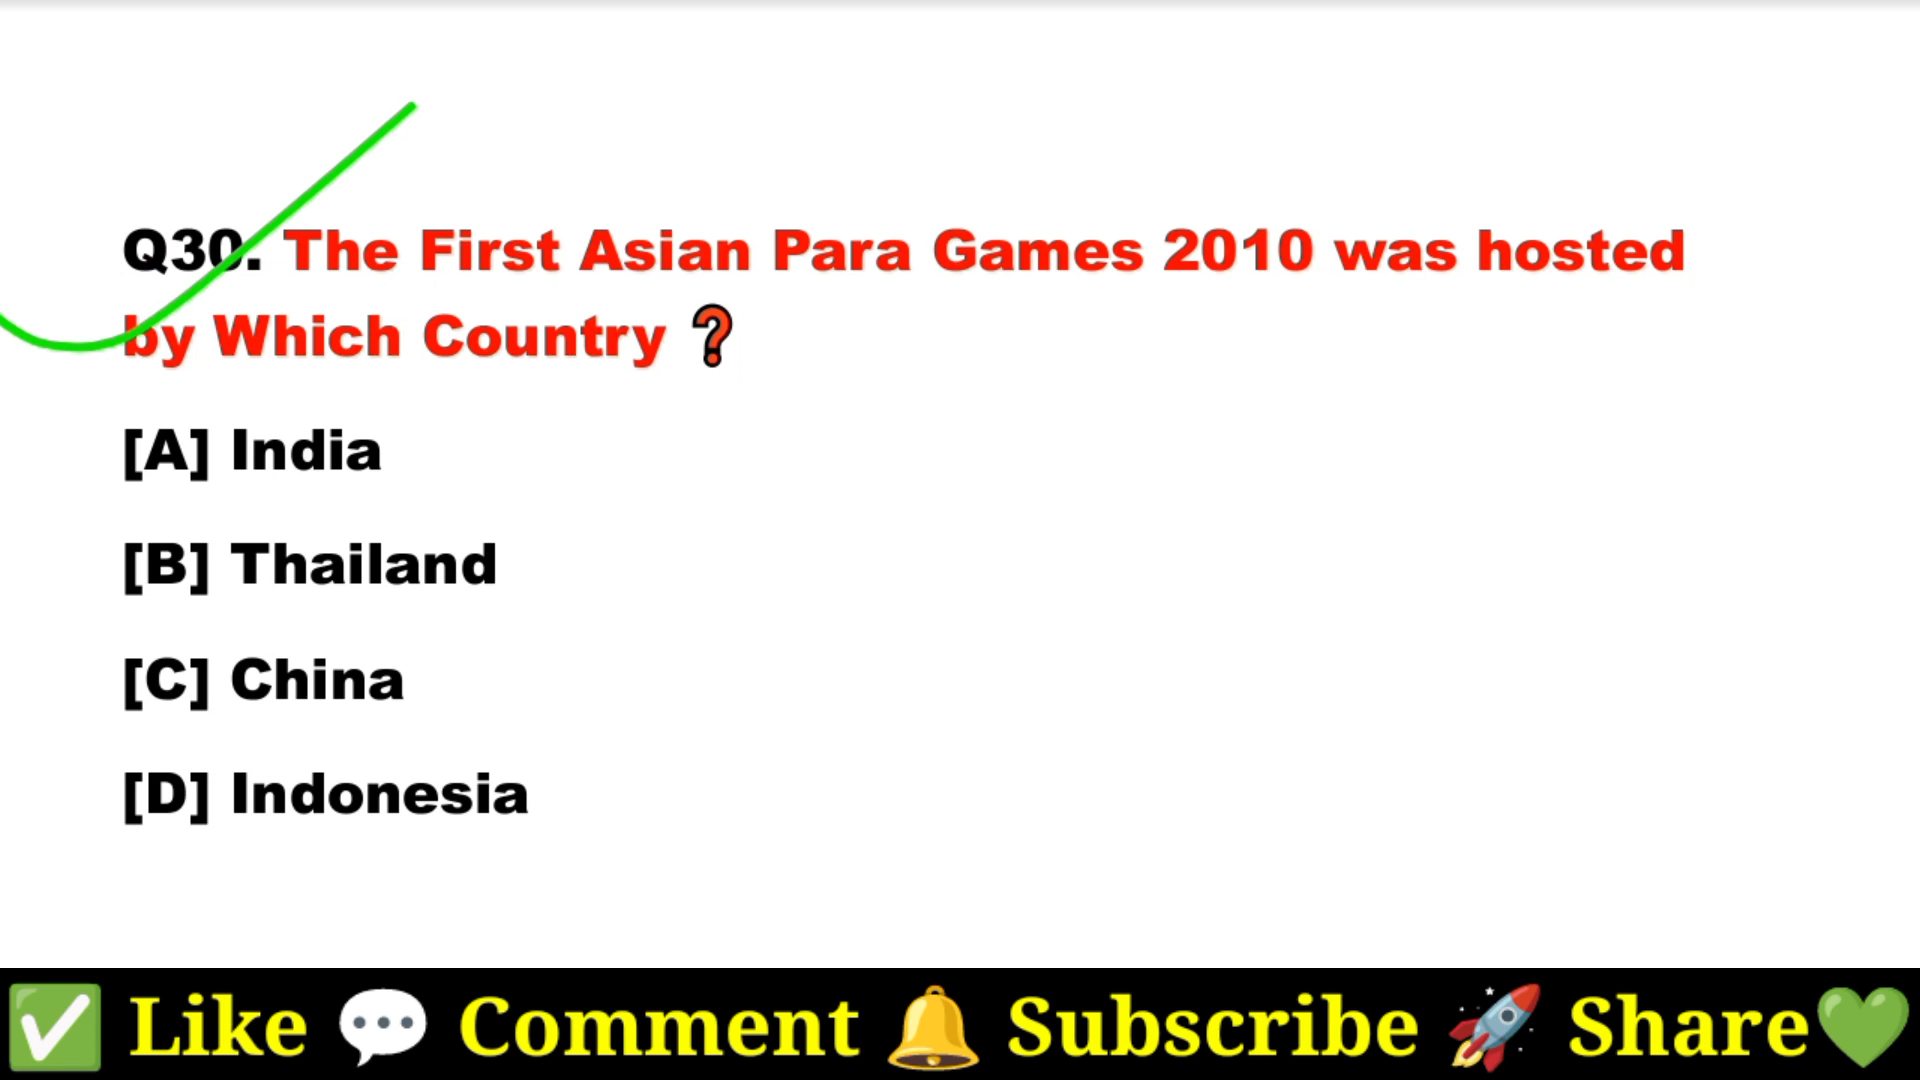 Q30. The First Asian Para Games 2010 was hosted
by Which Country ❓
[A] India
[B] Thailand
[C] China
[D] Indonesia
✅ Like 💬 Comment 🔔 Subscribe 🚀 Share💚